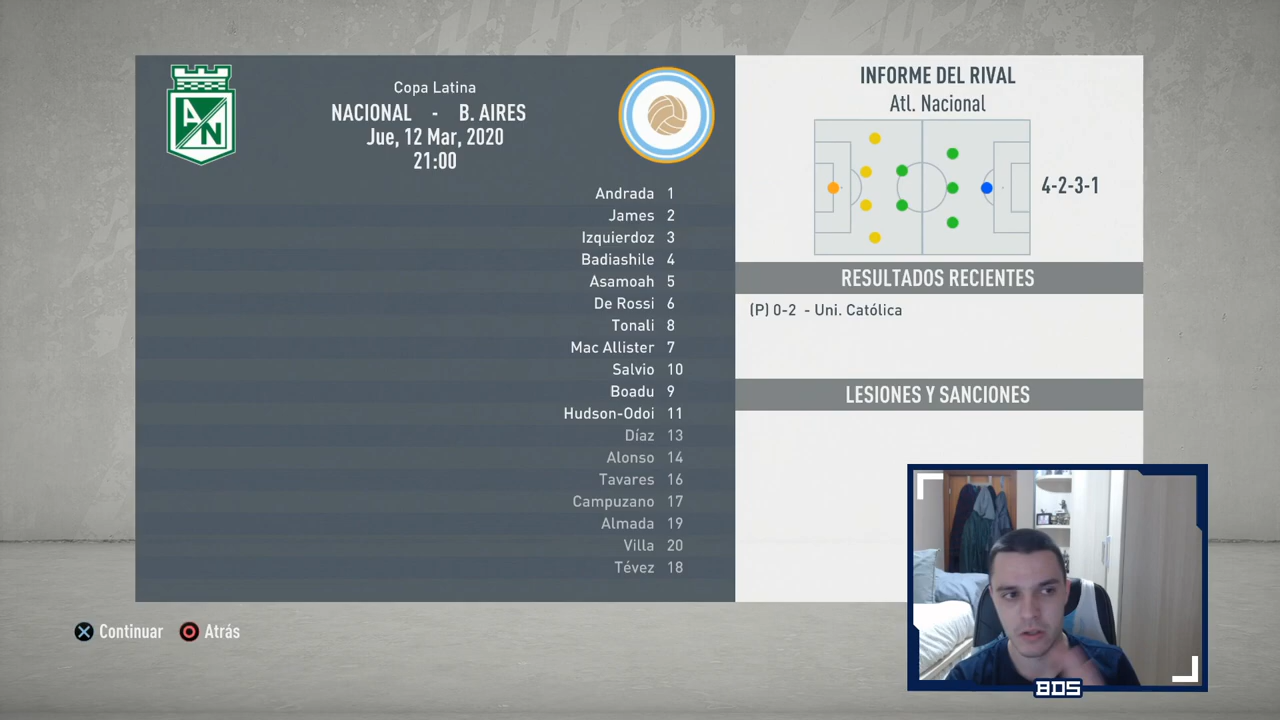 AN
Copa Latina
NACIONAL - B. AIRES
Jue, 12 Mar, 2020
21:00
Andrada 1
James 2
Izquierdoz 3
Badiashile 4
Asamoah 5
De Rossi 6
Tonali 8
Mac Allister 7
Salvio 10
Boadu 9
Hudson-Odoi 11
Díaz 13
Alonso 14
Tavares 16
Campuzano 17
Almada 19
Villa 20
Tévez 18
INFORME DEL RIVAL
Atl. Nacional
4-2-3-1
RESULTADOS RECIENTES
(P) 0-2 - Uni. Católica
LESIONES Y SANCIONES
Continuar
Atrás
BDS